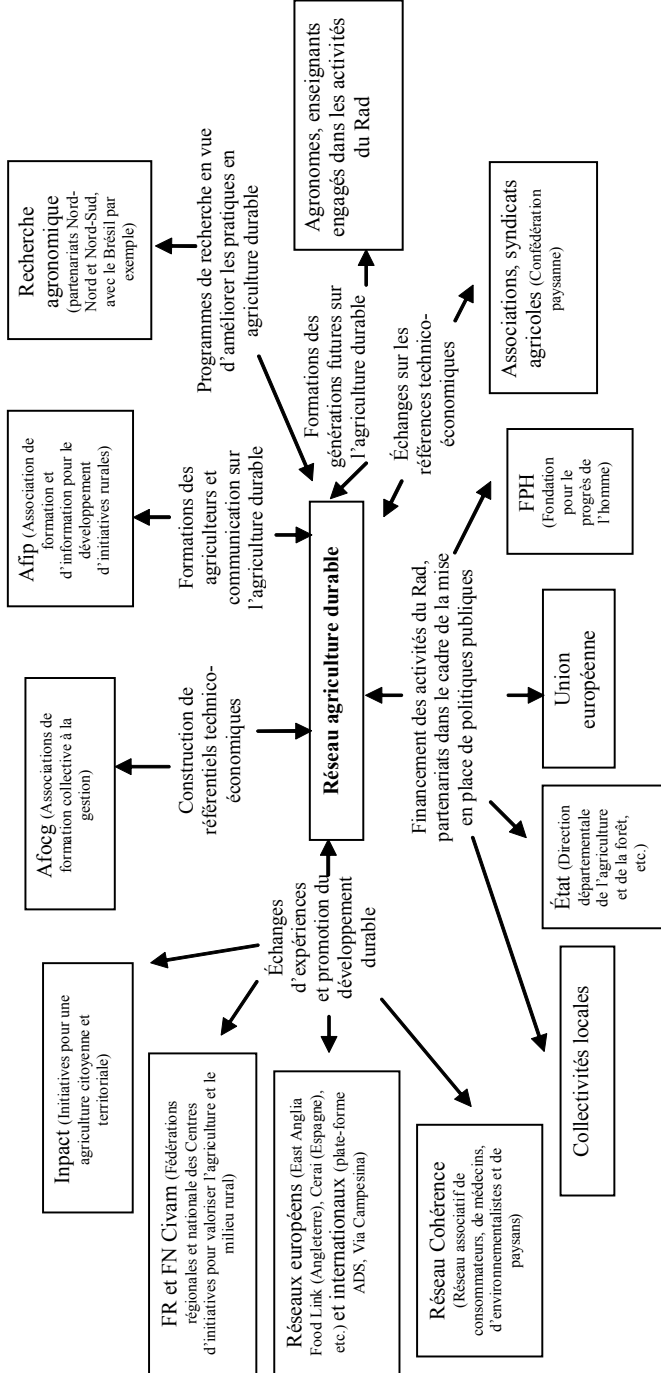 Inpact (Initiatives pour une
agriculture citoyenne et
territoriale)
Afocg (Associations de
formation collective à la
gestion)
Afip (Association de
formation et
d'information pour le
développement
d'initiatives rurales)
Recherche
agronomique
(partenariats Nord-
Nord et Nord-Sud,
avec le Brésil par
exemple)
FR et FN Civam (Fédérations
régionales et nationale des Centres
d'initiatives pour valoriser l'agriculture et le
milieu rural)
Échanges
d'expériences
et promotion du
développement
durable
Construction de
référentiels technico-
économiques
Formations des
agriculteurs et
communication sur
l'agriculture durable
Programmes de recherche en vue
d'améliorer les pratiques en
agriculture durable
Réseaux européens (East Anglia
Food Link (Angleterre), Cerai (Espagne),
etc.) et internationaux (plate-forme
ADS, Via Campesina)
Réseau agriculture durable
Formations des
générations futures sur
l'agriculture durable
Agronomes, enseignants
engagés dans les activités
du Rad
Réseau Cohérence
(Réseau associatif de
consommateurs, de médecins,
d'environnementalistes et de
paysans)
Financement des activités du Rad,
partenariats dans le cadre de la mise
en place de politiques publiques
Échanges sur les
références technico-
économiques
Collectivités locales
État (Direction
départementale
de l'agriculture
et de la forêt,
etc.)
Union
européenne
FPH
(Fondation
pour le
progrès de
l'homme)
Associations, syndicats
agricoles (Confédération
paysanne)